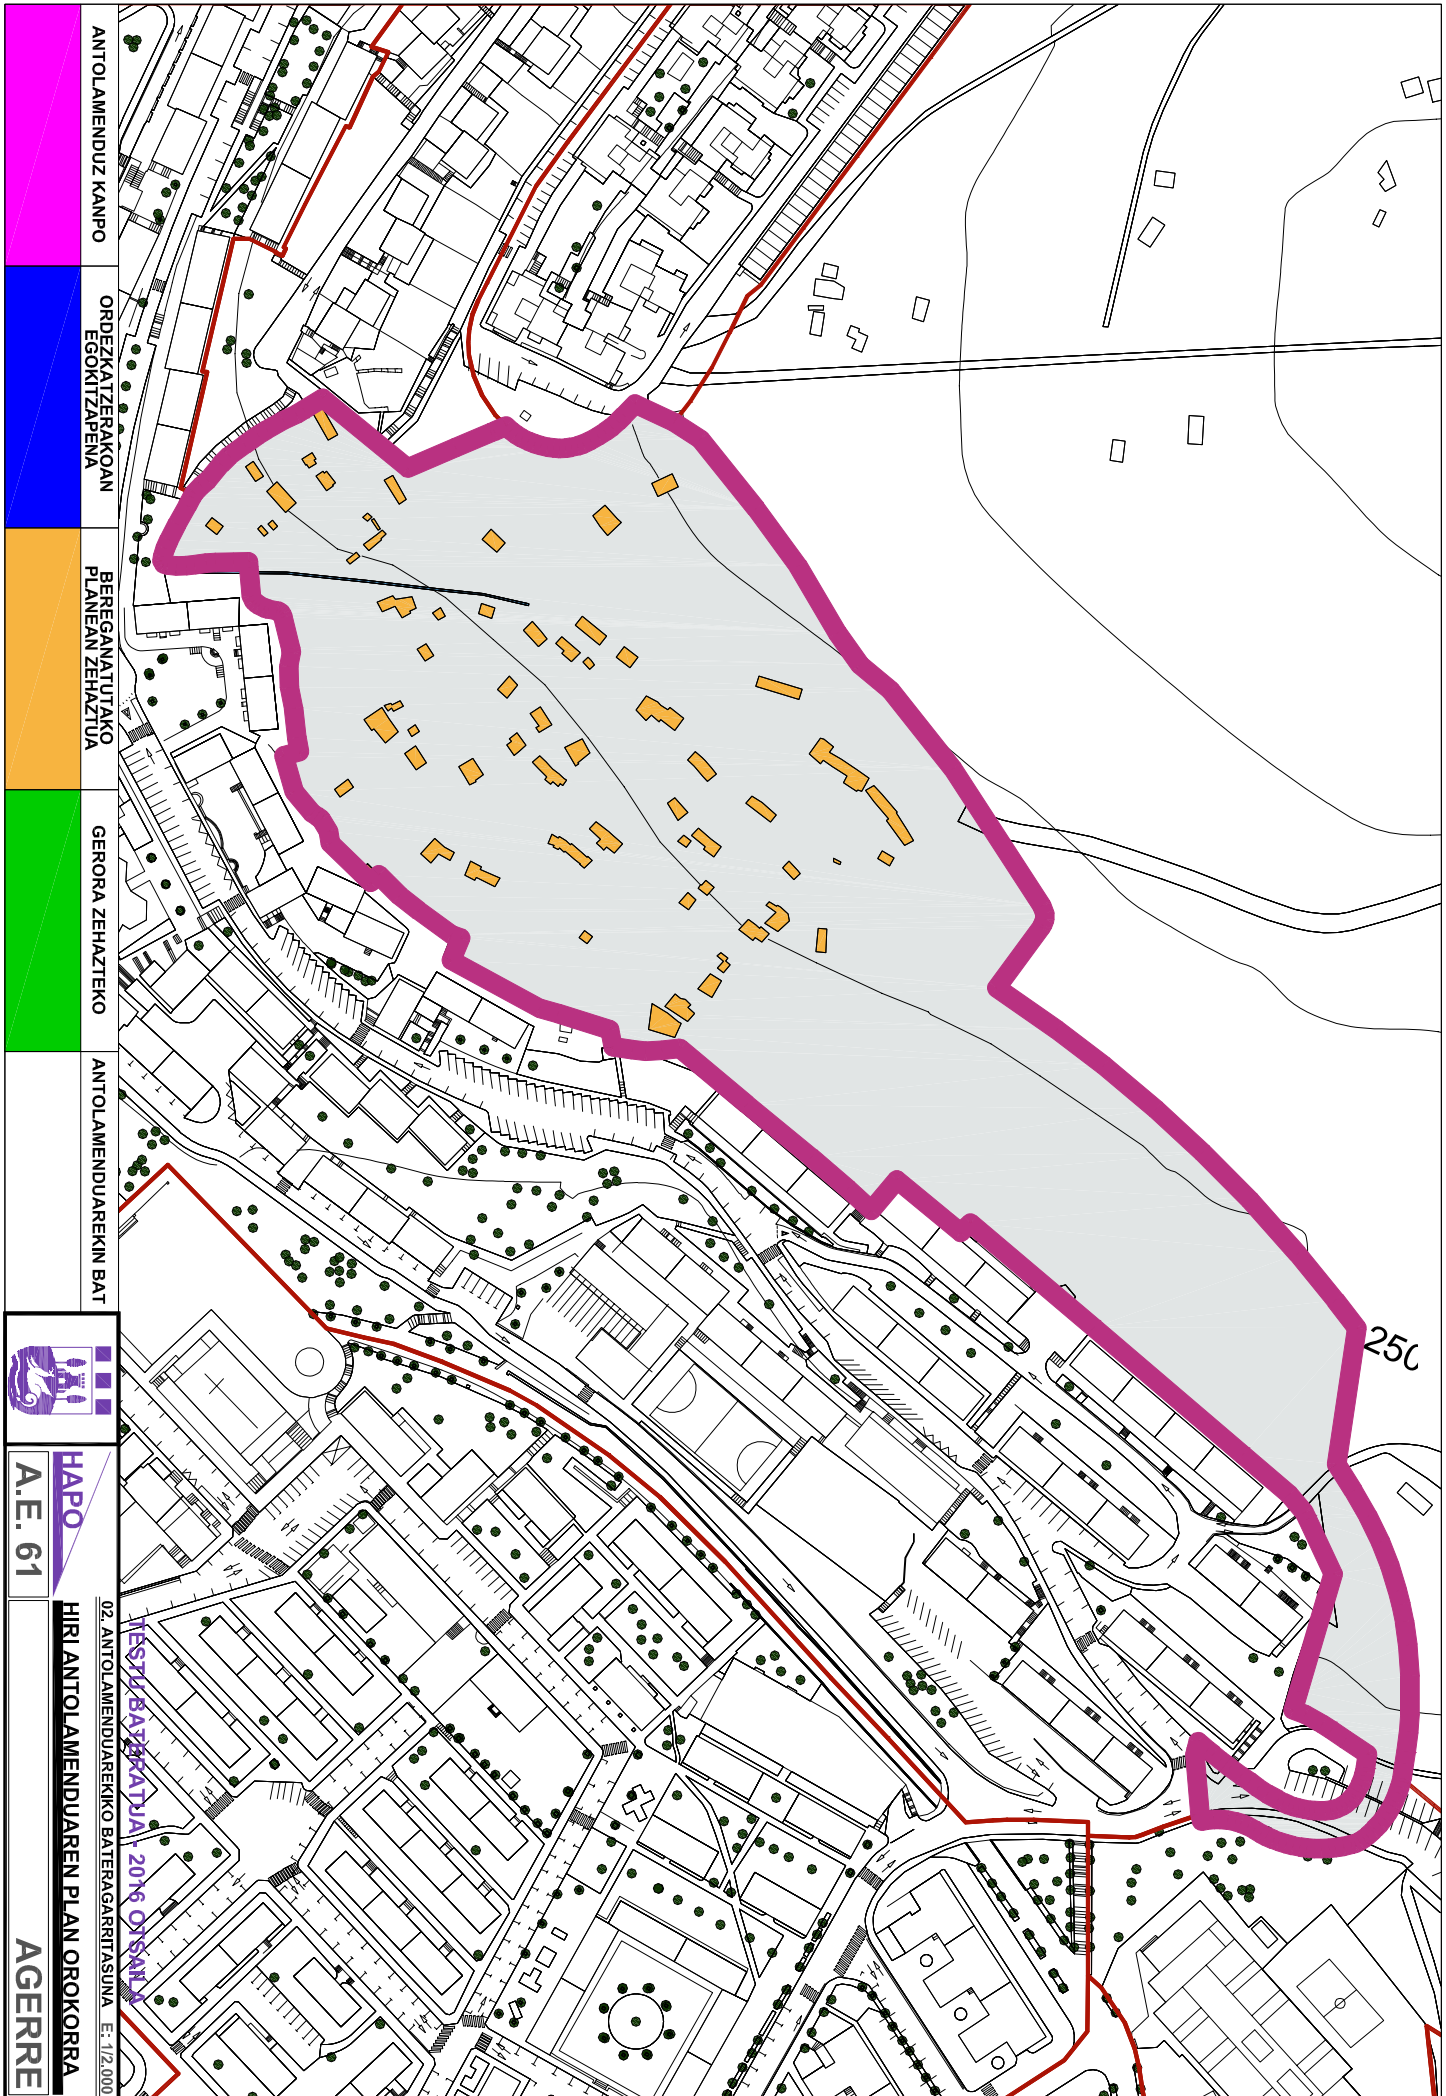 ANTOLAMENDUZ KANPO
ORDEZKATZERAKOAN
EGOKITZAPENA
BEREGANATUTAKO
PLANEAN ZEHAZTUA
GERORA ZEHAZTEKO
ANTOLAMENDUAREKIN BAT
HAPO
A.E. 61
TESTU BATERATUA - 2016 OTSAILA
02. ANTOLAMENDUAREKIKO BATERAGARRITASUNA E: 1/2.000
HIRI ANTOLAMENDUAREN PLAN OROKORRA
AGERRE
250